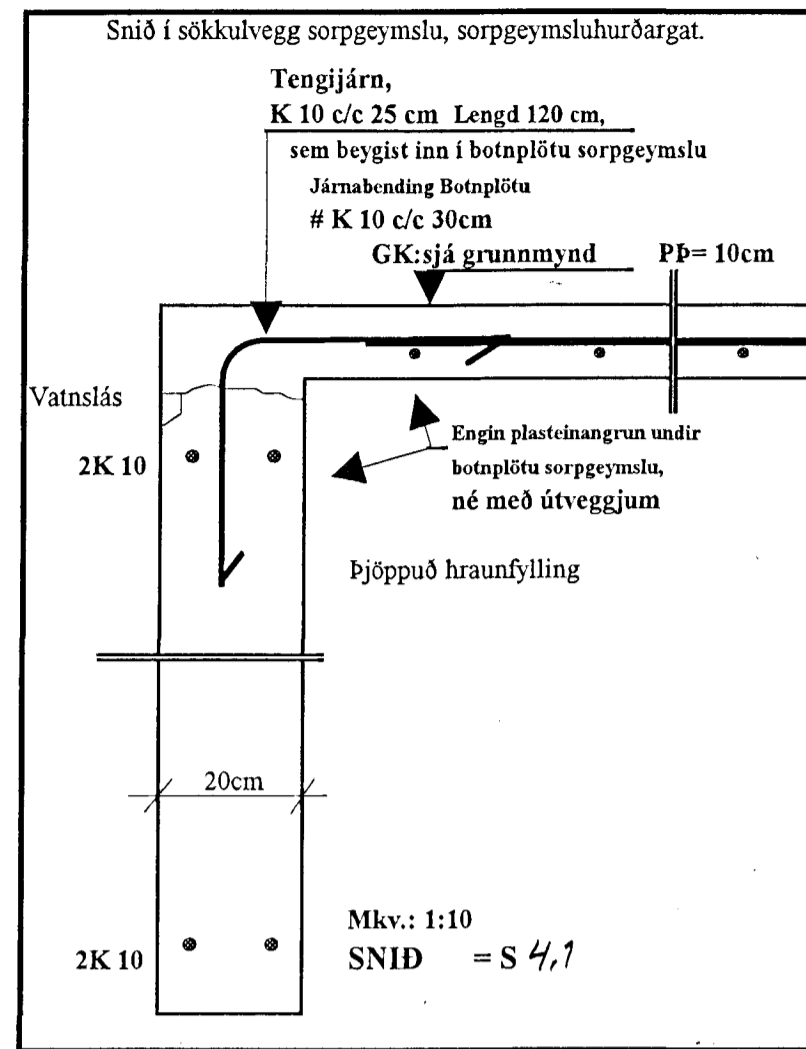 Snið í sökkulvegg sorpgeymslu, sorpgeymsluhurðargat.
Tengijárn,
K 10 c/c 25 cm Lengd 120 cm,
sem beygist inn í botnplötu sorpgeymslu
Járnabending Botnplötu
# K 10 c/c 30cm
GK:sjá grunnmynd PÞ= 10cm
Vatnslás
2K 10
Engin plasteinangrun undir
botnplötu sorpgeymslu,
né með útveggjum
Þjöppuð hraunfylling
20cm
Mkv.: 1:10
2K 10
SNIÐ = S 4,1